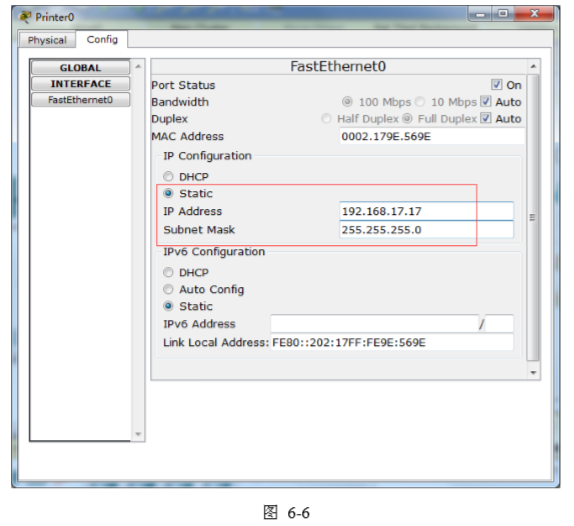 Printer0
Physical Config
GLOBAL
INTERFACE
FastEthernet0
FastEthernet0
Port Status On
Bandwidth 100 Mbps 10 Mbps Auto
Duplex Half Duplex Full Duplex Auto
MAC Address 0002.179E.569E
IP Configuration
DHCP
Static
IP Address 192.168.17.17
Subnet Mask 255.255.255.0
IPv6 Configuration
DHCP
Auto Config
Static
IPv6 Address /
Link Local Address: FE80::202:17FF:FE9E:569E
图 6-6